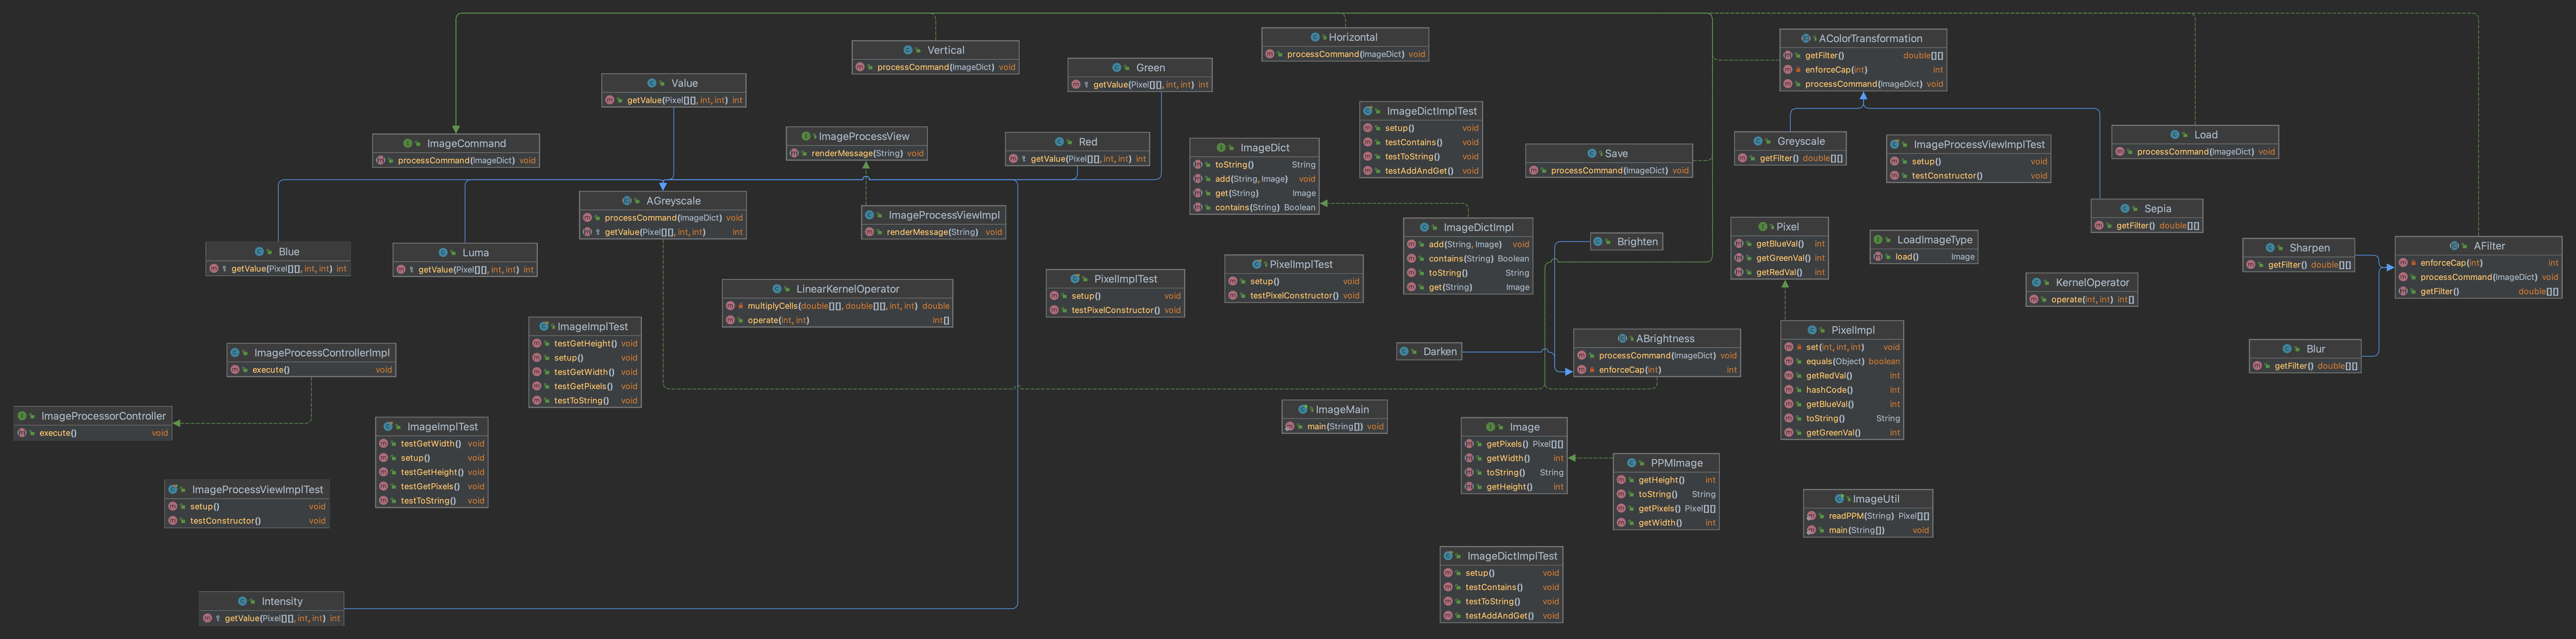 Vertical
processCommand(ImageDict) void
Horizontal
processCommand(ImageDict) void
AColorTransformation
getFilter() double[][]
enforceCap(int) int
processCommand(ImageDict) void
Value
getValue(Pixel[][], int, int) int
Green
getValue(Pixel[][], int, int) int
ImageCommand
processCommand(ImageDict) void
ImageProcessView
renderMessage(String) void
Red
getValue(Pixel[][], int, int) int
ImageDict
toString() String
add(String, Image) void
get(String) Image
contains(String) Boolean
ImageDictImplTest
setup() void
testContains() void
testToString() void
testAddAndGet() void
Save
processCommand(ImageDict) void
Greyscale
getFilter() double[][]
ImageProcessViewImplTest
setup() void
testConstructor() void
Load
processCommand(ImageDict) void
AGreyscale
processCommand(ImageDict) void
getValue(Pixel[][], int, int) int
ImageProcessViewImpl
renderMessage(String) void
Sepia
getFilter() double[][]
Blue
getValue(Pixel[][], int, int) int
Luma
getValue(Pixel[][], int, int) int
ImageDictImpl
add(String, Image) void
contains(String) Boolean
toString() String
get(String) Image
Brighten
Pixel
getBlueVal() int
getGreenVal() int
getRedVal() int
LoadImageType
load() Image
Sharpen
getFilter() double[][]
AFilter
enforceCap(int) int
processCommand(ImageDict) void
getFilter() double[][]
LinearKernelOperator
multiplyCells(double[][], double[][], int, int) double
operate(int, int) int[]
PixelImplTest
setup() void
testPixelConstructor() void
PixelImplTest
setup() void
testPixelConstructor() void
KernelOperator
operate(int, int) int[]
ImageImplTest
testGetHeight() void
setup() void
testGetWidth() void
testGetPixels() void
testToString() void
Darken
ABrightness
processCommand(ImageDict) void
enforceCap(int) int
PixelImpl
set(int, int, int) void
equals(Object) boolean
getRedVal() int
hashCode() int
getBlueVal() int
toString() String
getGreenVal() int
Blur
getFilter() double[][]
ImageProcessControllerImpl
execute() void
ImageProcessorController
execute() void
ImageImplTest
testGetWidth() void
setup() void
testGetHeight() void
testGetPixels() void
testToString() void
ImageMain
main(String[]) void
Image
getPixels() Pixel[][]
getWidth() int
toString() String
getHeight() int
PPMImage
getHeight() int
toString() String
getPixels() Pixel[][]
getWidth() int
ImageProcessViewImplTest
setup() void
testConstructor() void
ImageUtil
readPPM(String) Pixel[][]
main(String[]) void
ImageDictImplTest
setup() void
testContains() void
testToString() void
testAddAndGet() void
Intensity
getValue(Pixel[][], int, int) int